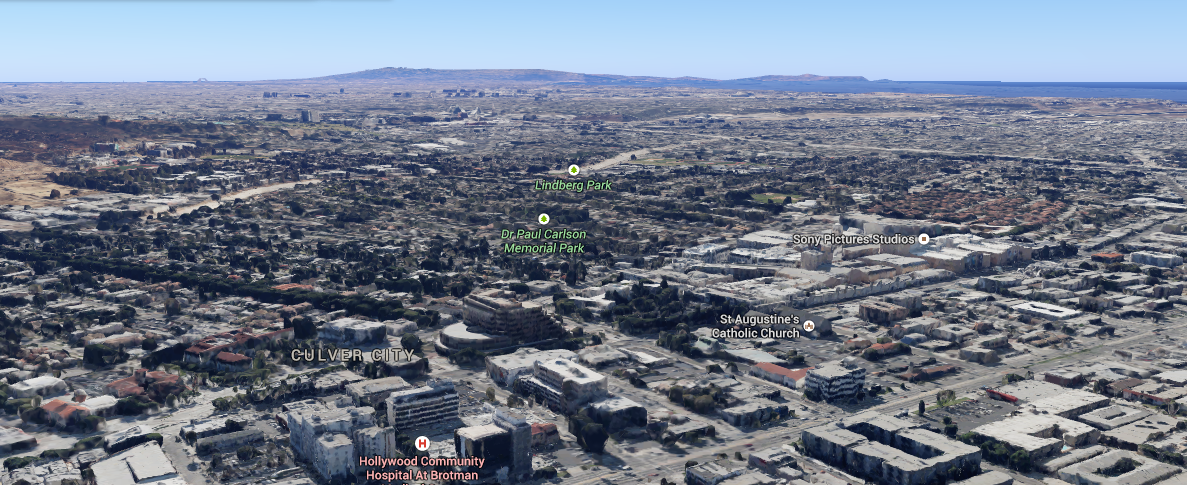 Lindberg Park
Dr Paul Carlson
Memorial Park
Sony Pictures Studios
St Augustine's
Catholic Church
CULVER CITY
H
Hollywood Community
Hospital At Brotman